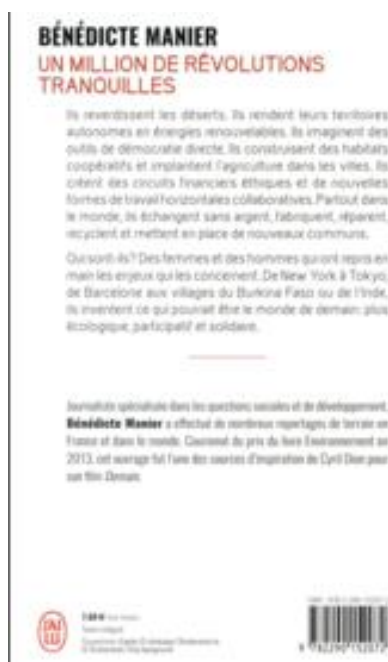 BÉNÉDICTE MANIER
UN MILLION DE RÉVOLUTIONS
TRANQUILLES
Ils reverdissent les déserts. Ils rendent leurs territoires
autonomes en énergies renouvelables. Ils imaginent des
outils de démocratie directe. Ils construisent des habitats
coopératifs et implantent l'agriculture dans les villes. Ils
créent des circuits financiers éthiques et de nouvelles
formes de travail horizontales collaboratives. Partout dans
le monde, ils échangent sans argent, fabriquent, réparent,
recyclent et mettent en place de nouveaux communs.
Qui sont-ils? Des femmes et des hommes qui ont repris en
main les enjeux qui les concernent. De New York à Tokyo,
de Barcelone aux villages du Burkina Faso ou de l'Inde,
ils inventent ce qui pourrait être le monde de demain: plus
écologique, participatif et solidaire.
Journaliste spécialisée dans les questions sociales et de développement,
Bénédicte Manier a effectué de nombreux reportages de terrain en
France et dans le monde. Couronné du prix du livre Environnement en
2013, cet ouvrage fut l'une des sources d'inspiration de Cyril Dion pour
son film Demain.
J'AI LU
Texte intégral
9 782290 152072